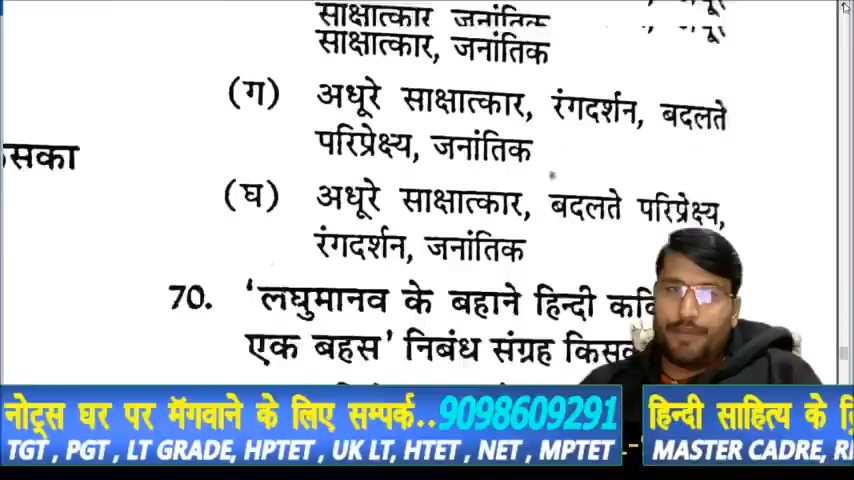 साक्षात्कार जनांतिक
साक्षात्कार, जनांतिक
(ग) अधूरे साक्षात्कार, रंगदर्शन, बदलते
परिप्रेक्ष्य, जनांतिक
(घ) अधूरे साक्षात्कार, बदलते परिप्रेक्ष्य,
रंगदर्शन, जनांतिक
70. 'लघुमानव के बहाने हिन्दी
एक बहस' निबंध संग्रह
नोट्स घर पर मॅगवाने के लिए सम्पर्क..9098609291
TGT , PGT , LT GRADE, HPTET , UK LT, HTET , NET , MPTET
हिन्दी साहित्य के
MASTER CADRE,